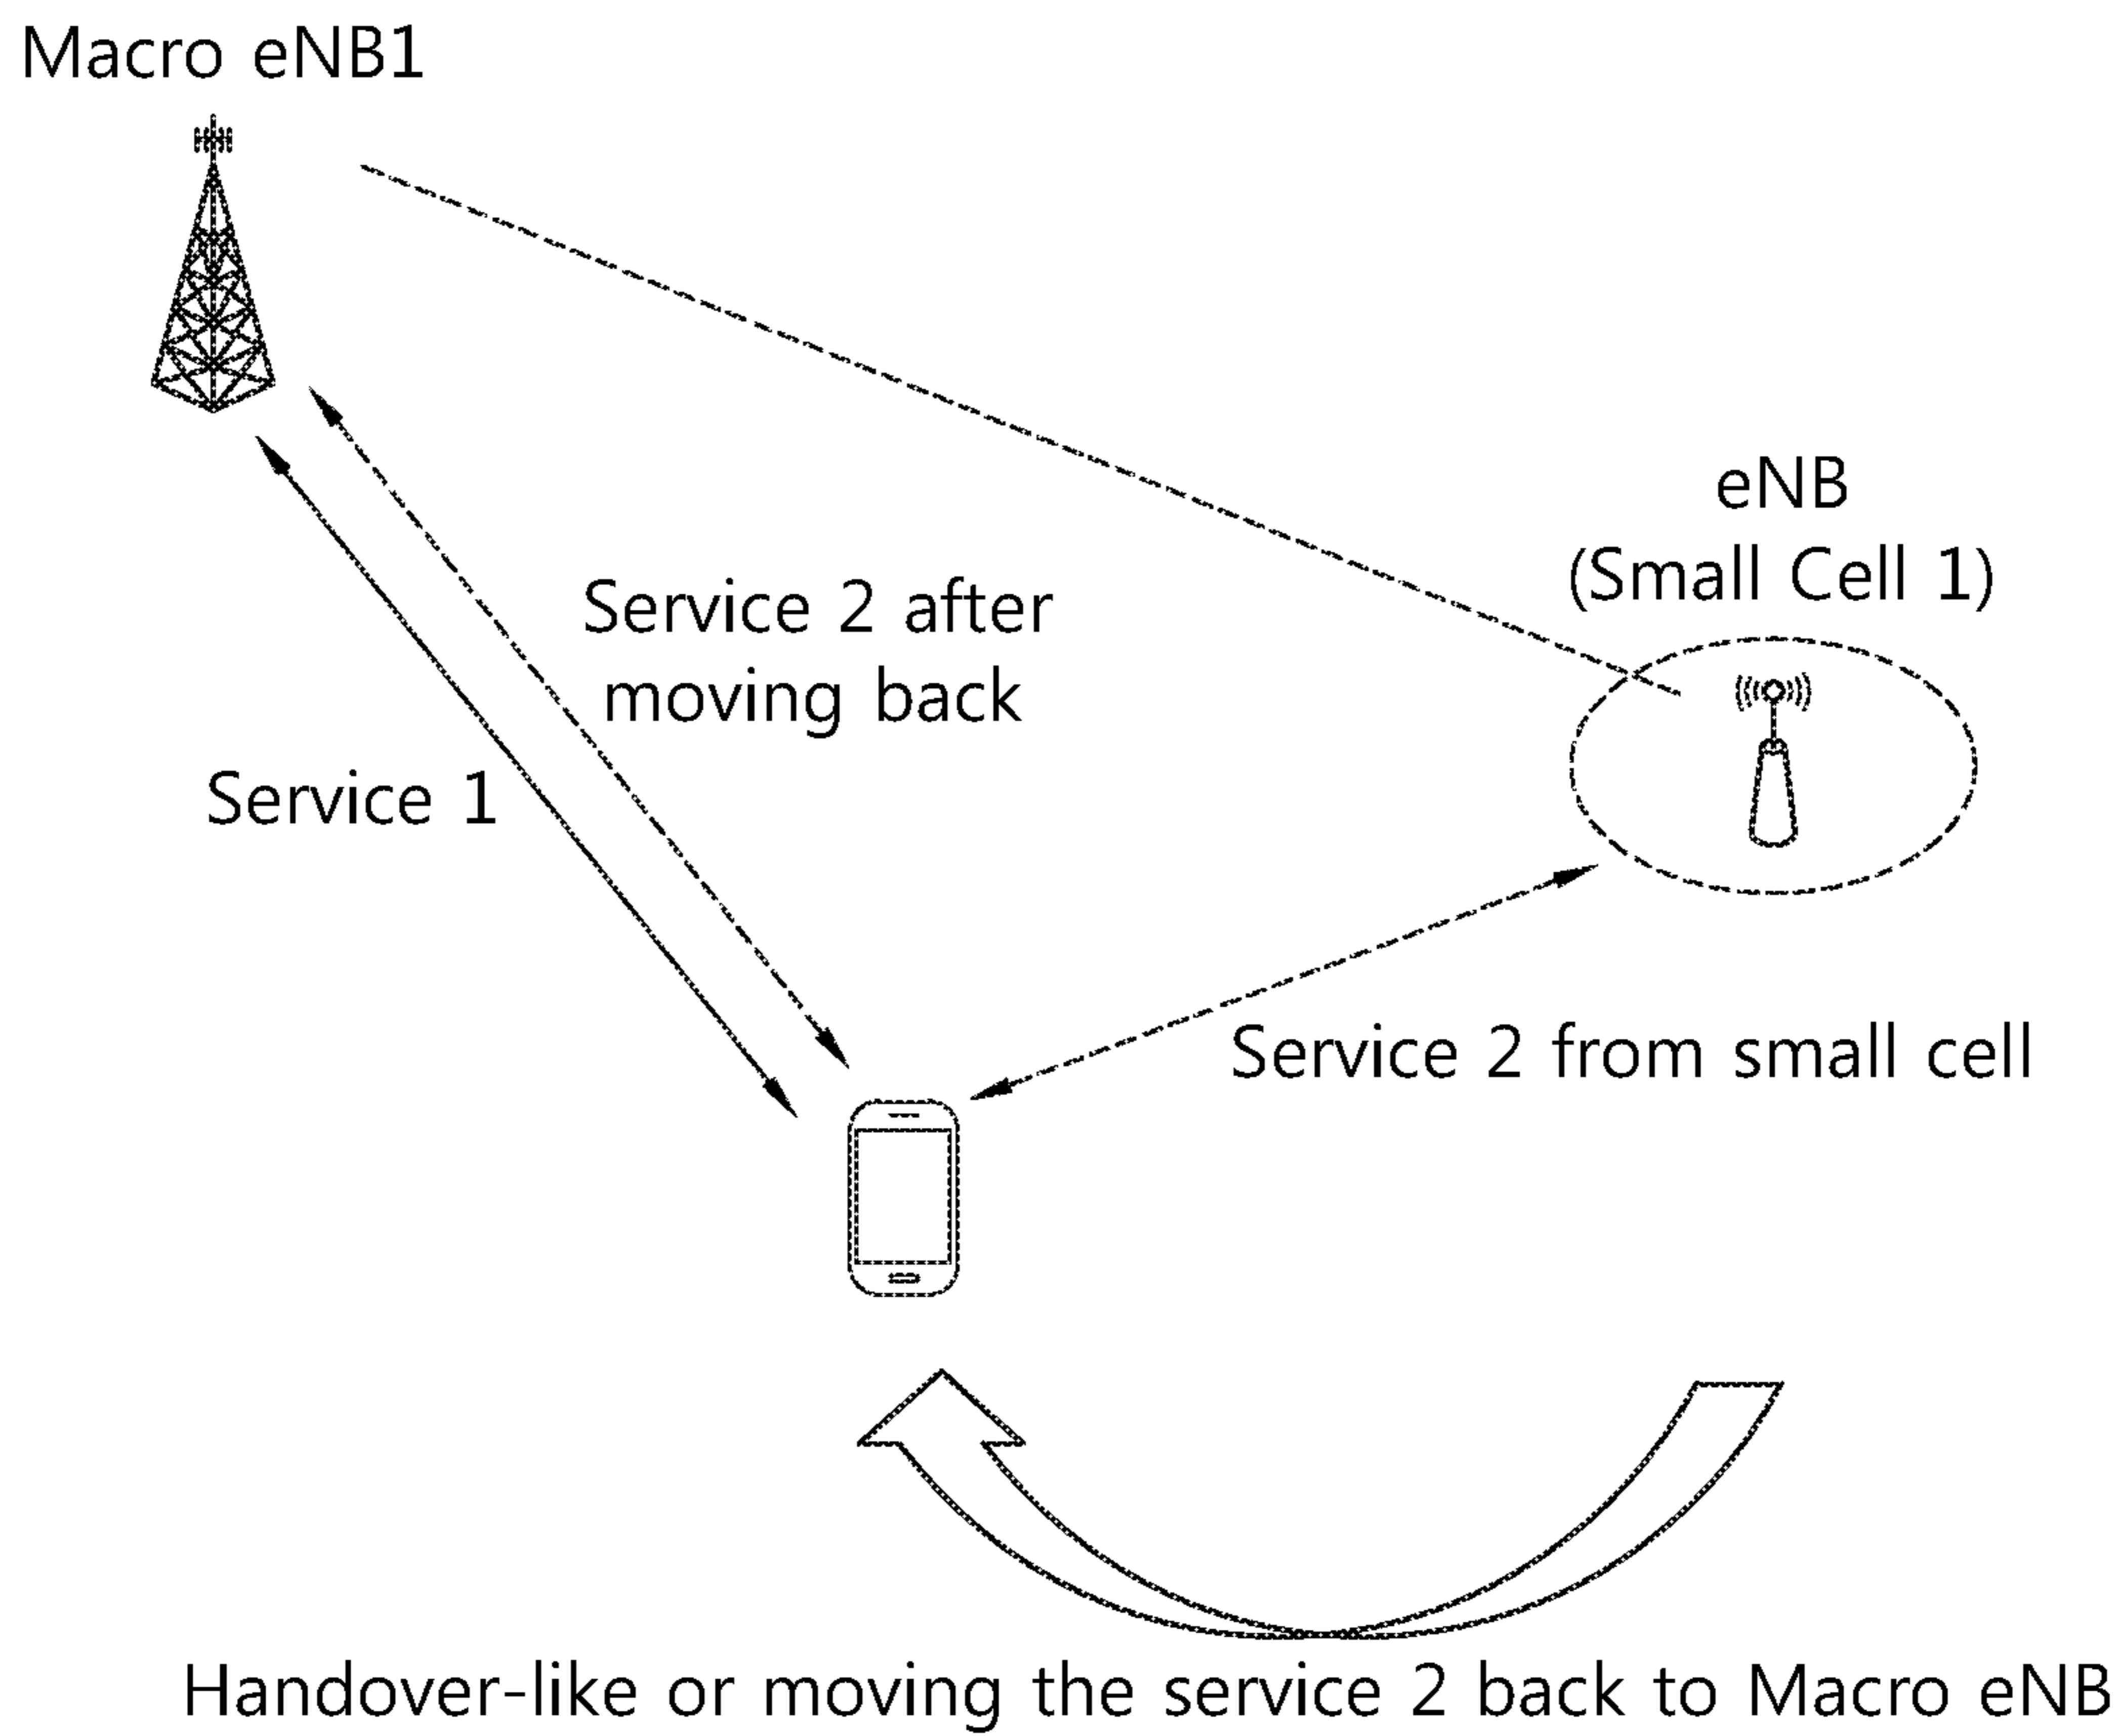 Macro eNB1
eNB
(Small Cell 1)
Service 2 after
moving back
Service 1
Service 2 from small cell
Handover-like or moving the service 2 back to Macro eNB